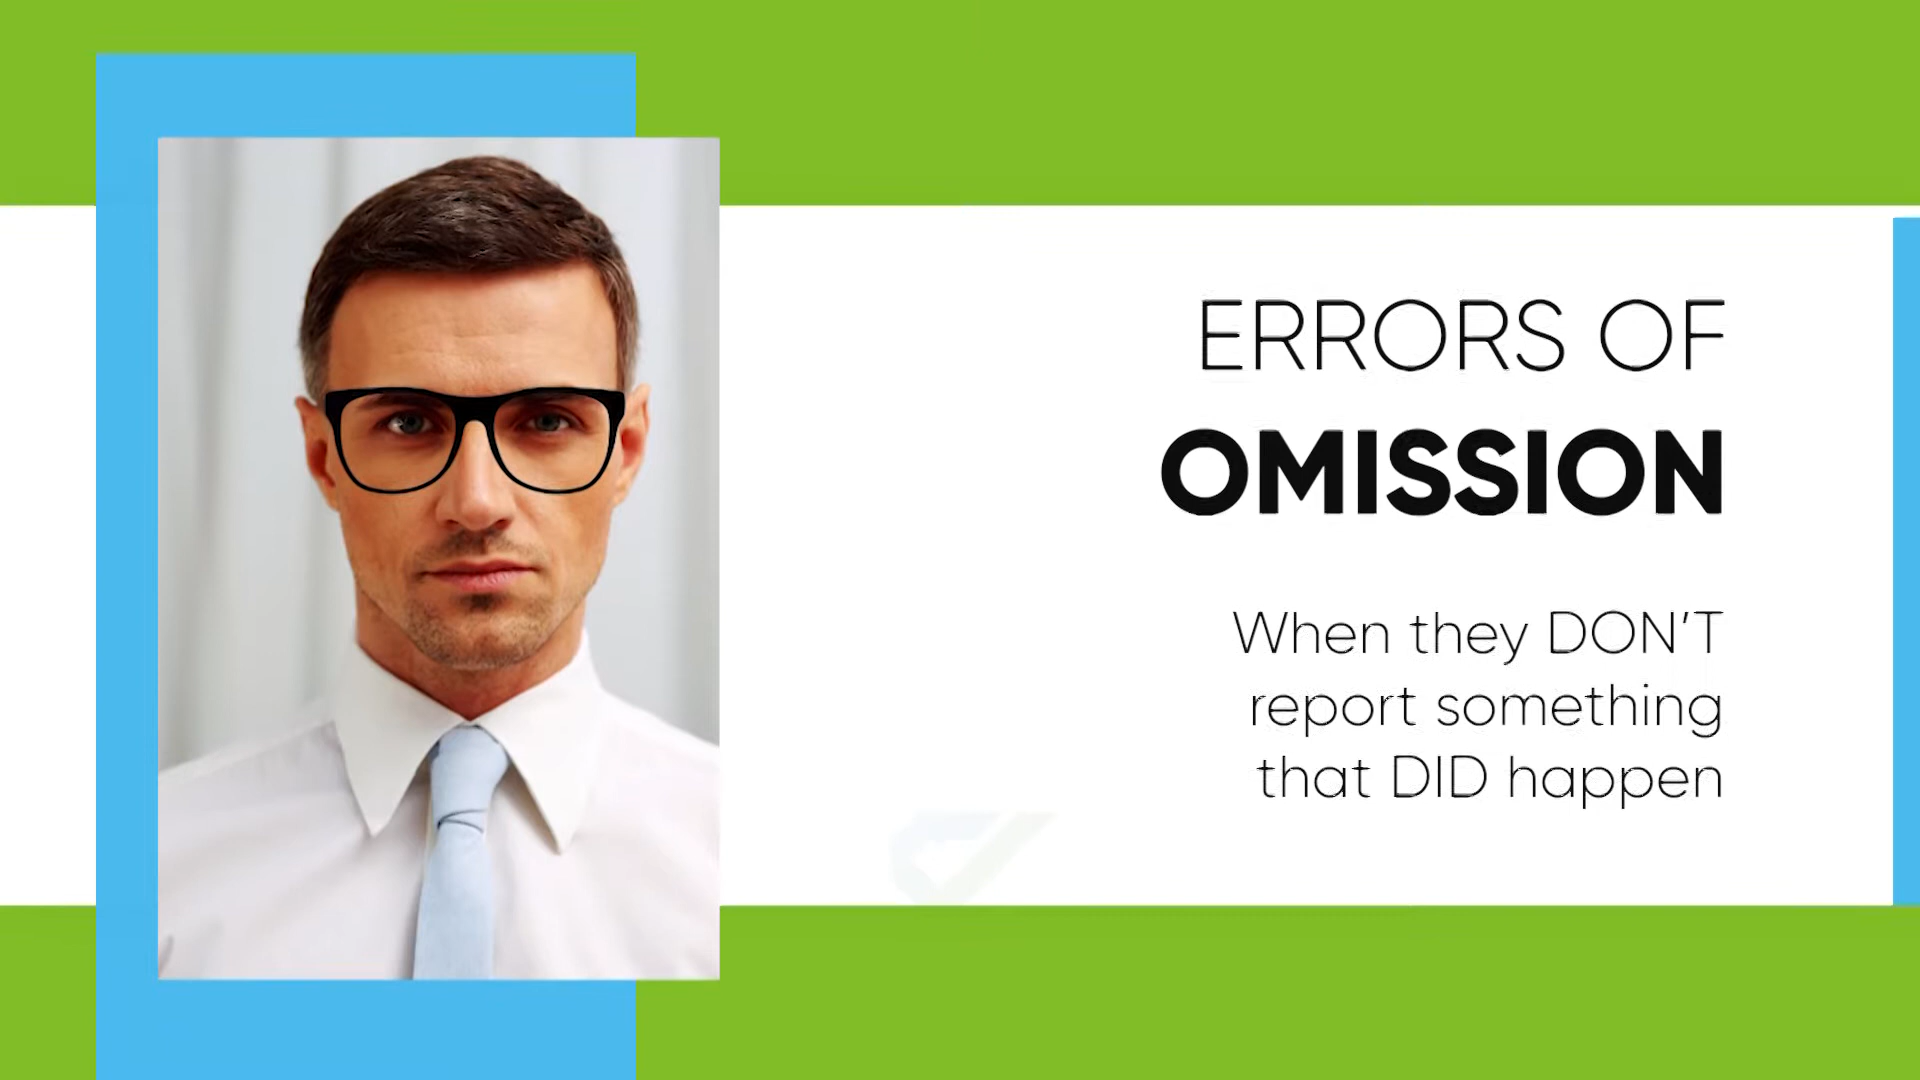 ERRORS OF
OMISSION
When they DON'T
report something
that DID happen